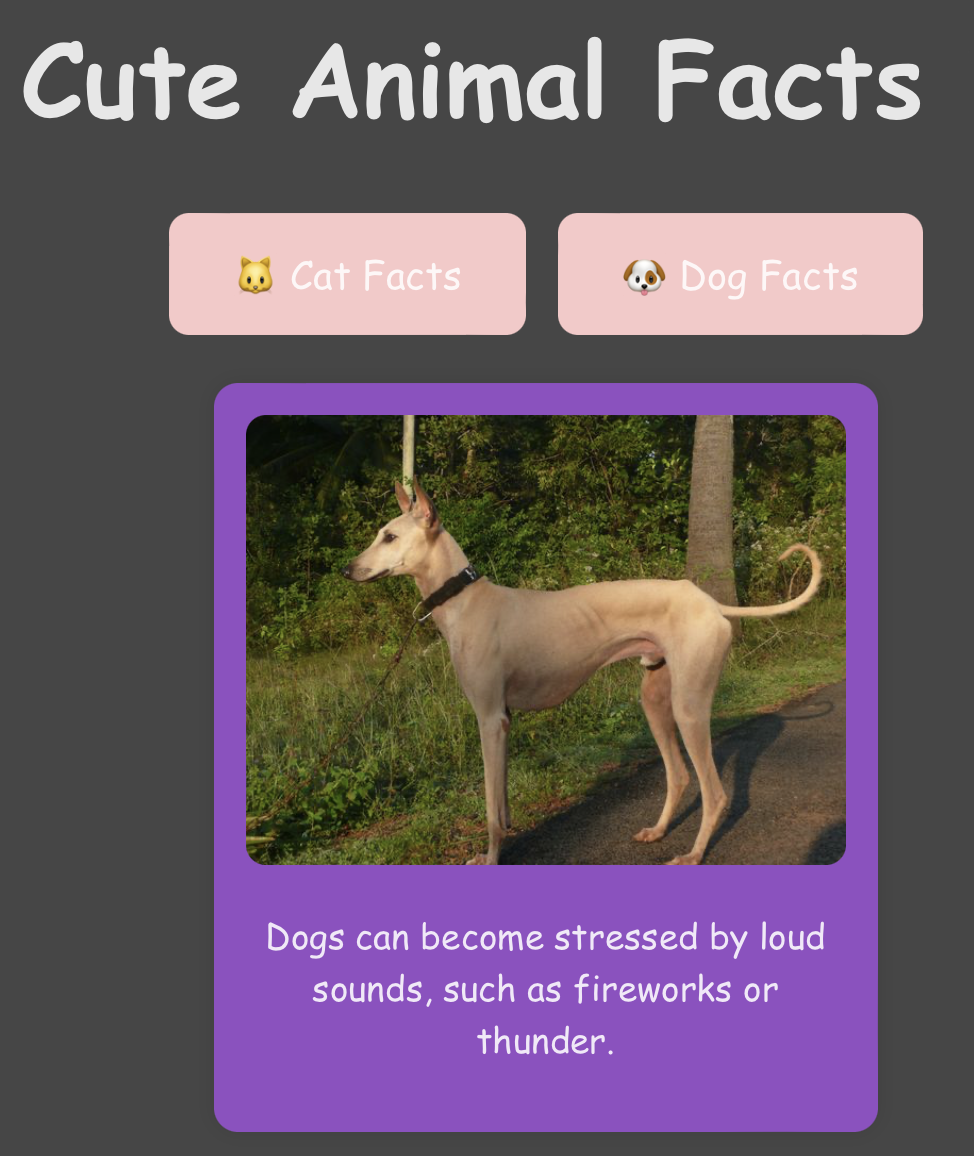 Cute Animal Facts
🐱 Cat Facts
🐶 Dog Facts
Dogs can become stressed by loud
sounds, such as fireworks or
thunder.